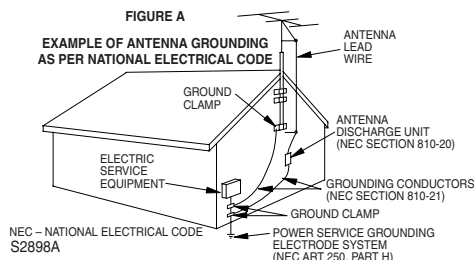 FIGURE A
EXAMPLE OF ANTENNA GROUNDING
AS PER NATIONAL ELECTRICAL CODE
ANTENNA
LEAD
WIRE
GROUND
CLAMP
ANTENNA
DISCHARGE UNIT
(NEC SECTION 810-20)
ELECTRIC
SERVICE
EQUIPMENT
GROUNDING CONDUCTORS
(NEC SECTION 810-21)
GROUND CLAMP
POWER SERVICE GROUNDING
ELECTRODE SYSTEM
(NEC ART 250, PART H)
NEC – NATIONAL ELECTRICAL CODE
S2898A